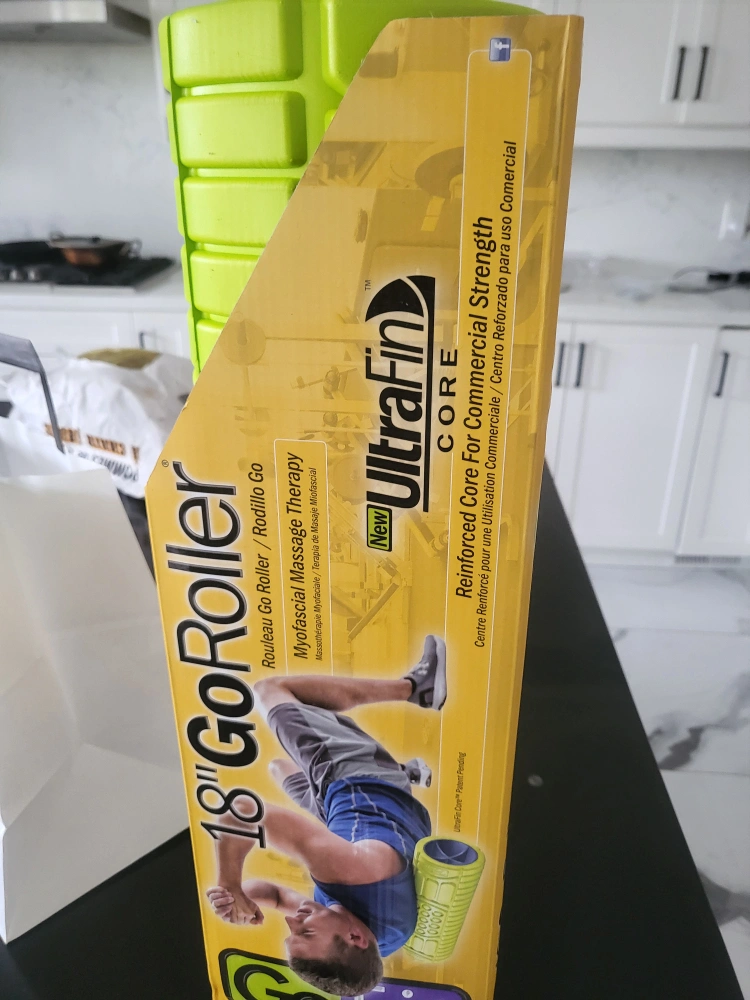 18" GoRoller®
Rouleau Go Roller / Rodillo Go
Myofascial Massage Therapy
Massothérapie Myofaciale / Terapia de Masaje Miofascial
New
UltraFin™
CORE
Reinforced Core For Commercial Strength
Centre Renforcé pour une Utilisation Commerciale / Centro Reforzado para uso Comercial
UltraFin Core™ Patent Pending
f